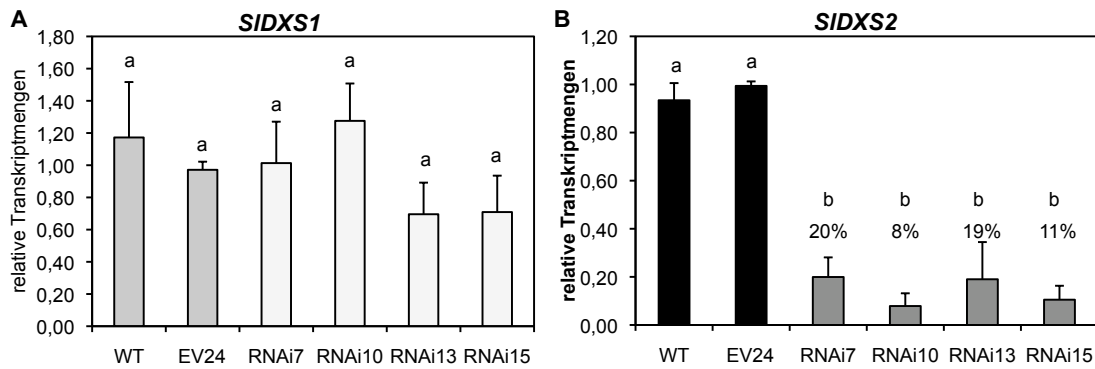 A
SlDXS1
1,80
1,60
1,40
1,20
1,00
0,80
0,60
0,40
0,20
0,00
relative Transkriptmengen
a
a
a
a
a
a
WT
EV24
RNAi7
RNAi10
RNAi13
RNAi15
B
SlDXS2
1,20
1,00
0,80
0,60
0,40
0,20
0,00
relative Transkriptmengen
a
a
b
b
b
b
20%
8%
19%
11%
WT
EV24
RNAi7
RNAi10
RNAi13
RNAi15